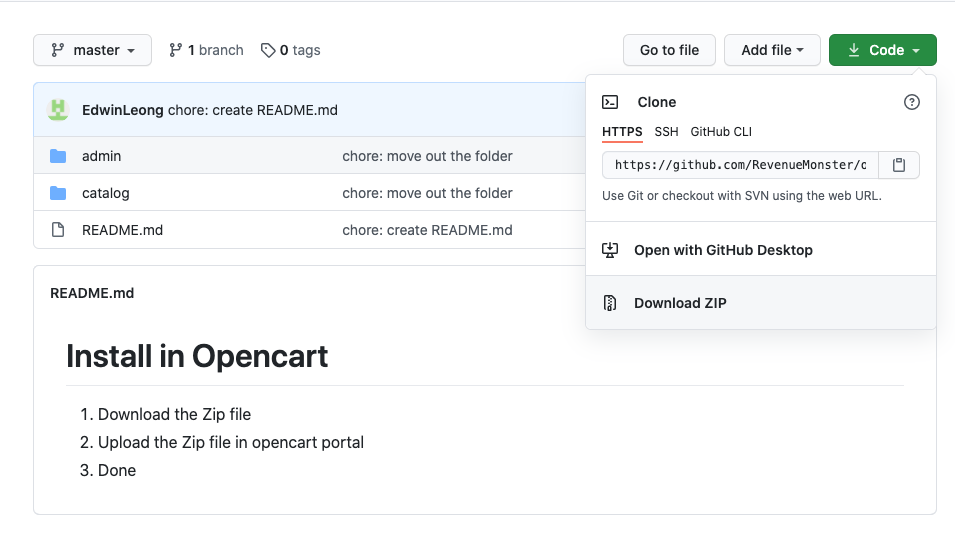 master
1 branch
0 tags
Go to file
Add file
Code
EdwinLeong chore: create README.md
admin chore: move out the folder
catalog chore: move out the folder
README.md chore: create README.md
Clone
HTTPS SSH GitHub CLI
https://github.com/RevenueMonster/o
Use Git or checkout with SVN using the web URL.
Open with GitHub Desktop
Download ZIP
README.md
Install in Opencart
1. Download the Zip file
2. Upload the Zip file in opencart portal
3. Done